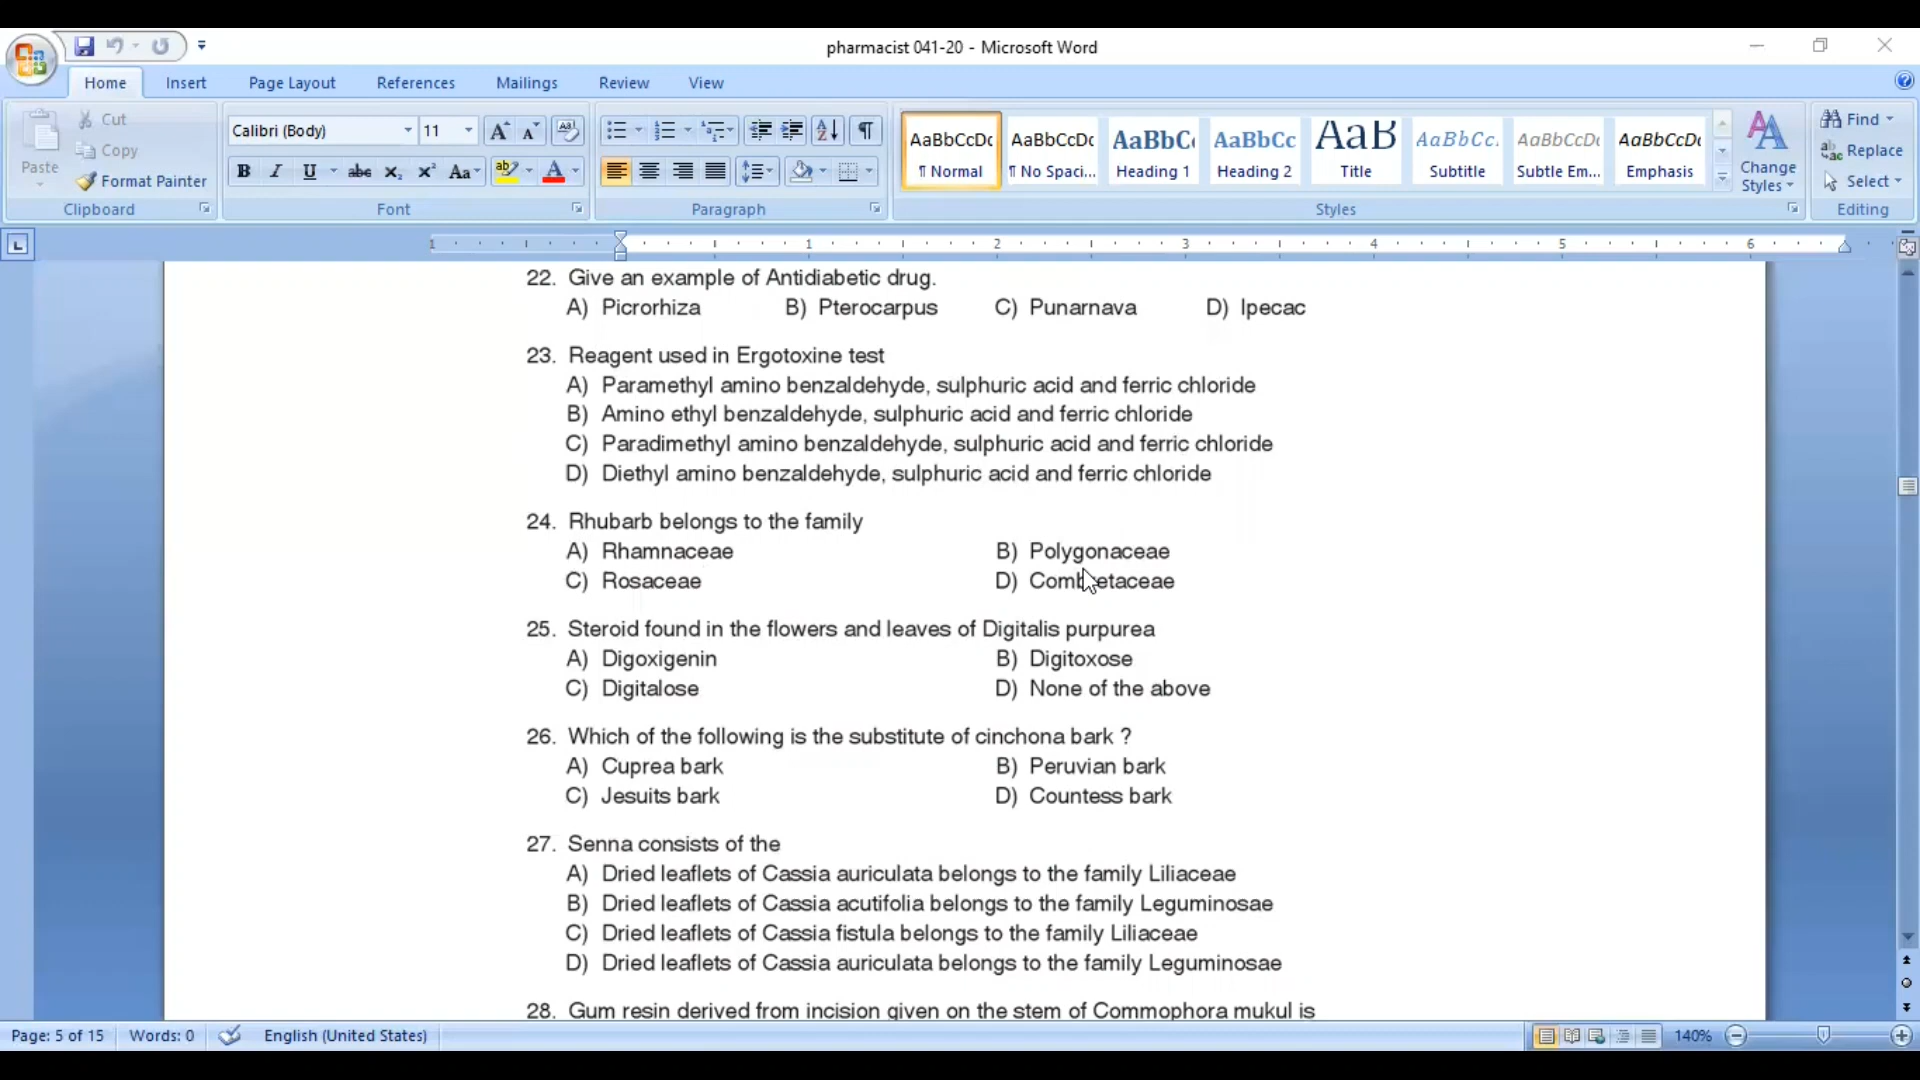 pharmacist 041-20 - Microsoft Word
Home Insert Page Layout References Mailings Review View
Paste
Cut
Copy
Format Painter
Clipboard
Calibri (Body) 11
Font
Paragraph
AaBbCcDc AaBbCcDc AaBbC AaBbCc AaB AaBbCc. AaBbCcDc AaBbCcDc
¶ Normal ¶ No Spaci... Heading 1 Heading 2 Title Subtitle Subtle Em... Emphasis
Change Styles
Styles
Find
Replace
Select
Editing
1 1 2 3 4 5 6
22. Give an example of Antidiabetic drug.
A) Picrorhiza B) Pterocarpus C) Punarnava D) Ipecac
23. Reagent used in Ergotoxine test
A) Paramethyl amino benzaldehyde, sulphuric acid and ferric chloride
B) Amino ethyl benzaldehyde, sulphuric acid and ferric chloride
C) Paradimethyl amino benzaldehyde, sulphuric acid and ferric chloride
D) Diethyl amino benzaldehyde, sulphuric acid and ferric chloride
24. Rhubarb belongs to the family
A) Rhamnaceae B) Polygonaceae
C) Rosaceae D) Combretaceae
25. Steroid found in the flowers and leaves of Digitalis purpurea
A) Digoxigenin B) Digitoxose
C) Digitalose D) None of the above
26. Which of the following is the substitute of cinchona bark ?
A) Cuprea bark B) Peruvian bark
C) Jesuits bark D) Countess bark
27. Senna consists of the
A) Dried leaflets of Cassia auriculata belongs to the family Liliaceae
B) Dried leaflets of Cassia acutifolia belongs to the family Leguminosae
C) Dried leaflets of Cassia fistula belongs to the family Liliaceae
D) Dried leaflets of Cassia auriculata belongs to the family Leguminosae
28. Gum resin derived from incision given on the stem of Commophora mukul is
Page: 5 of 15 Words: 0 English (United States) 140%